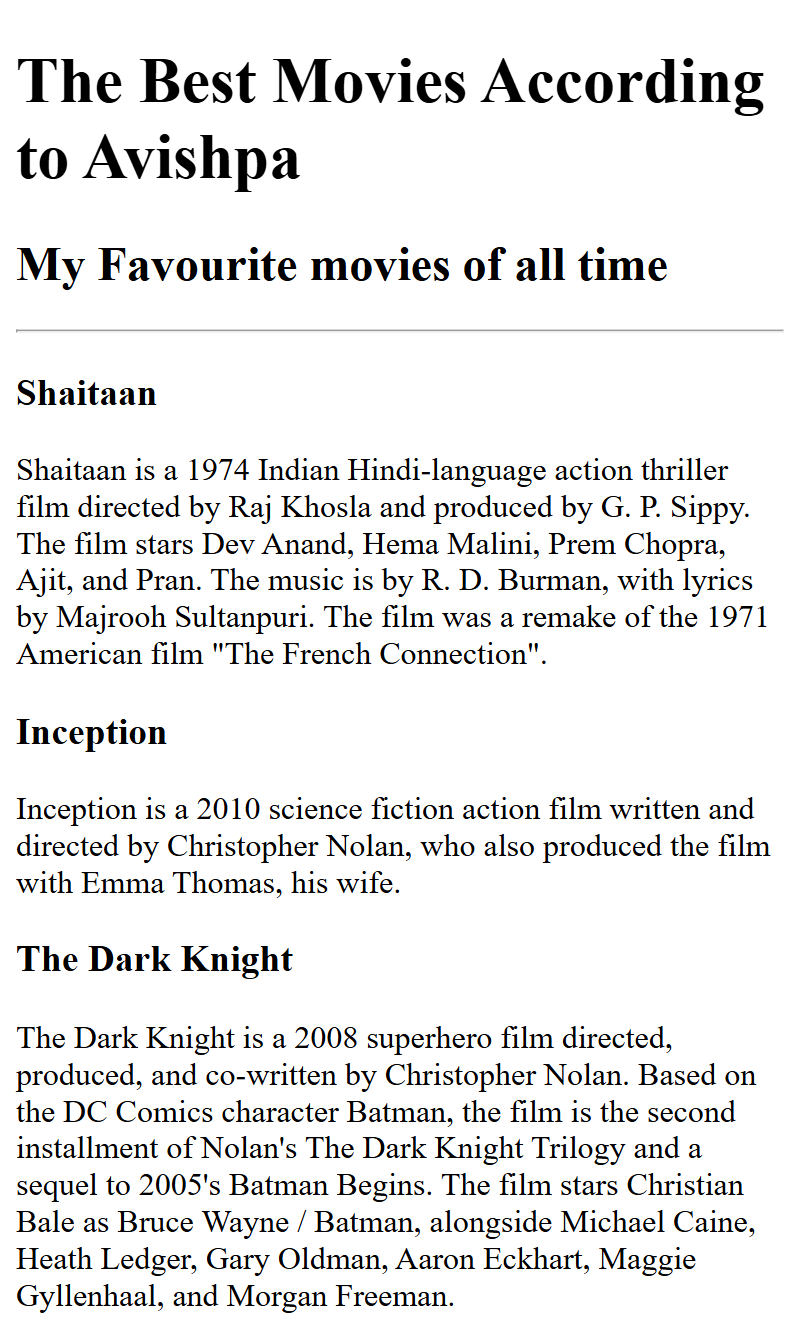 The Best Movies According
to Avishpa
My Favourite movies of all time
Shaitaan
Shaitaan is a 1974 Indian Hindi-language action thriller
film directed by Raj Khosla and produced by G. P. Sippy.
The film stars Dev Anand, Hema Malini, Prem Chopra,
Ajit, and Pran. The music is by R. D. Burman, with lyrics
by Majrooh Sultanpuri. The film was a remake of the 1971
American film "The French Connection".
Inception
Inception is a 2010 science fiction action film written and
directed by Christopher Nolan, who also produced the film
with Emma Thomas, his wife.
The Dark Knight
The Dark Knight is a 2008 superhero film directed,
produced, and co-written by Christopher Nolan. Based on
the DC Comics character Batman, the film is the second
installment of Nolan's The Dark Knight Trilogy and a
sequel to 2005's Batman Begins. The film stars Christian
Bale as Bruce Wayne / Batman, alongside Michael Caine,
Heath Ledger, Gary Oldman, Aaron Eckhart, Maggie
Gyllenhaal, and Morgan Freeman.